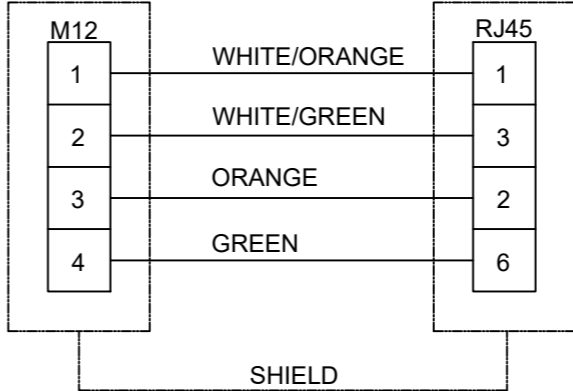 M12 RJ45
1 WHITE/ORANGE 1
2 WHITE/GREEN 3
3 ORANGE 2
4 GREEN 6
SHIELD